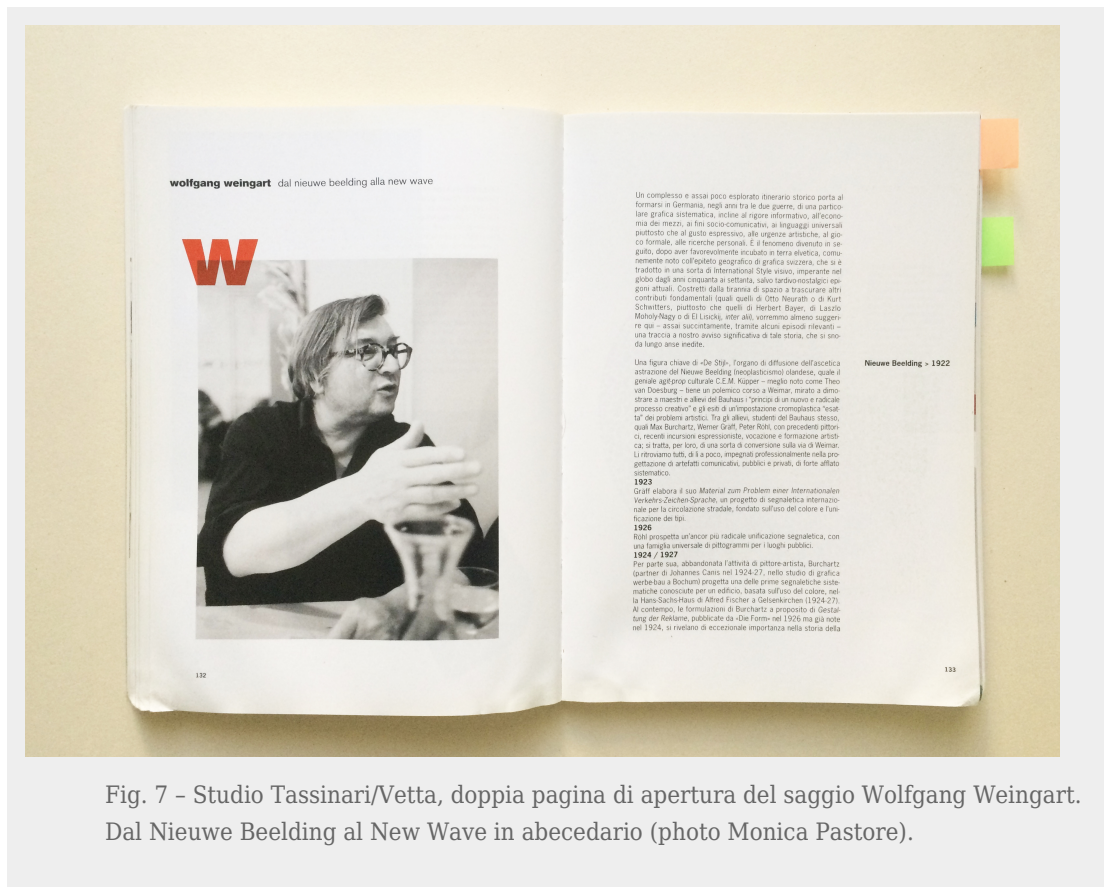 wolfgang weingart dal nieuwe beelding alla new wave
W
132
Un complesso e assai poco esplorato itinerario storico porta al
formarsi in Germania, negli anni tra le due guerre, di una partico-
lare grafica sistematica, incline al rigore informativo, all'econo-
mia dei mezzi, ai fini socio-comunicativi, ai linguaggi universali
piuttosto che al gusto espressivo, alle urgenze artistiche, al gio-
co formale, alle ricerche personali. È il fenomeno divenuto in se-
guito, dopo aver favorevolmente incubato in terra elvetica, comu-
nemente noto coll'epiteto geografico di grafica svizzera, che si è
tradotto in una sorta di International Style visivo, imperante nel
globo dagli anni cinquanta ai settanta, salvo tardivo-nostalgici epi-
goni attuali. Costretti dalla tirannia di spazio a trascurare altri
contributi fondamentali (quali quelli di Otto Neurath o di Kurt
Schwitters, piuttosto che quelli di Herbert Bayer, di Laszlo
Moholy-Nagy o di El Lisickij, inter alii), vorremmo almeno suggeri-
re qui – assai succintamente, tramite alcuni episodi rilevanti –
una traccia a nostro avviso significativa di tale storia, che si sno-
da lungo anse inedite.
Una figura chiave di «De Stijl», l'organo di diffusione dell'ascetica
astrazione del Nieuwe Beelding (neoplasticismo) olandese, quale il
geniale agit-prop culturale C.E.M. Küpper – meglio noto come Theo
van Doesburg – tiene un polemico corso a Weimar, mirato a dimo-
strare a maestri e allievi del Bauhaus i "principi di un nuovo e radicale
processo creativo" e gli esiti di un'impostazione cromoplastica "esat-
ta" dei problemi artistici. Tra gli allievi, studenti del Bauhaus stesso,
quali Max Burchartz, Werner Gräff, Peter Röhl, con precedenti pittori-
ci, recenti incursioni espressioniste, vocazione e formazione artisti-
ca; si tratta, per loro, di una sorta di conversione sulla via di Weimar.
Li ritroviamo tutti, di lì a poco, impegnati professionalmente nella pro-
gettazione di artefatti comunicativi, pubblici e privati, di forte afflato
sistematico.
1923
Gräff elabora il suo Material zum Problem einer Internationalen
Verkehrs-Zeichen-Sprache, un progetto di segnaletica internazio-
nale per la circolazione stradale, fondato sull'uso del colore e l'uni-
ficazione dei tipi.
1926
Röhl prospetta un'ancor più radicale unificazione segnaletica, con
una famiglia universale di pittogrammi per i luoghi pubblici.
1924 / 1927
Per parte sua, abbandonata l'attività di pittore-artista, Burchartz
(partner di Johannes Canis nel 1924-27, nello studio di grafica
werbe-bau a Bochum) progetta una delle prime segnaletiche siste-
matiche conosciute per un edificio, basata sull'uso del colore, nel-
la Hans-Sachs-Haus di Alfred Fischer a Gelsenkirchen (1924-27).
Al contempo, le formulazioni di Burchartz a proposito di Gestal-
tung der Reklame, pubblicate da «Die Form» nel 1926 ma già note
nel 1924, si rivelano di eccezionale importanza nella storia della
Nieuwe Beelding > 1922
133
Fig. 7 – Studio Tassinari/Vetta, doppia pagina di apertura del saggio Wolfgang Weingart.
Dal Nieuwe Beelding al New Wave in abecedario (photo Monica Pastore).